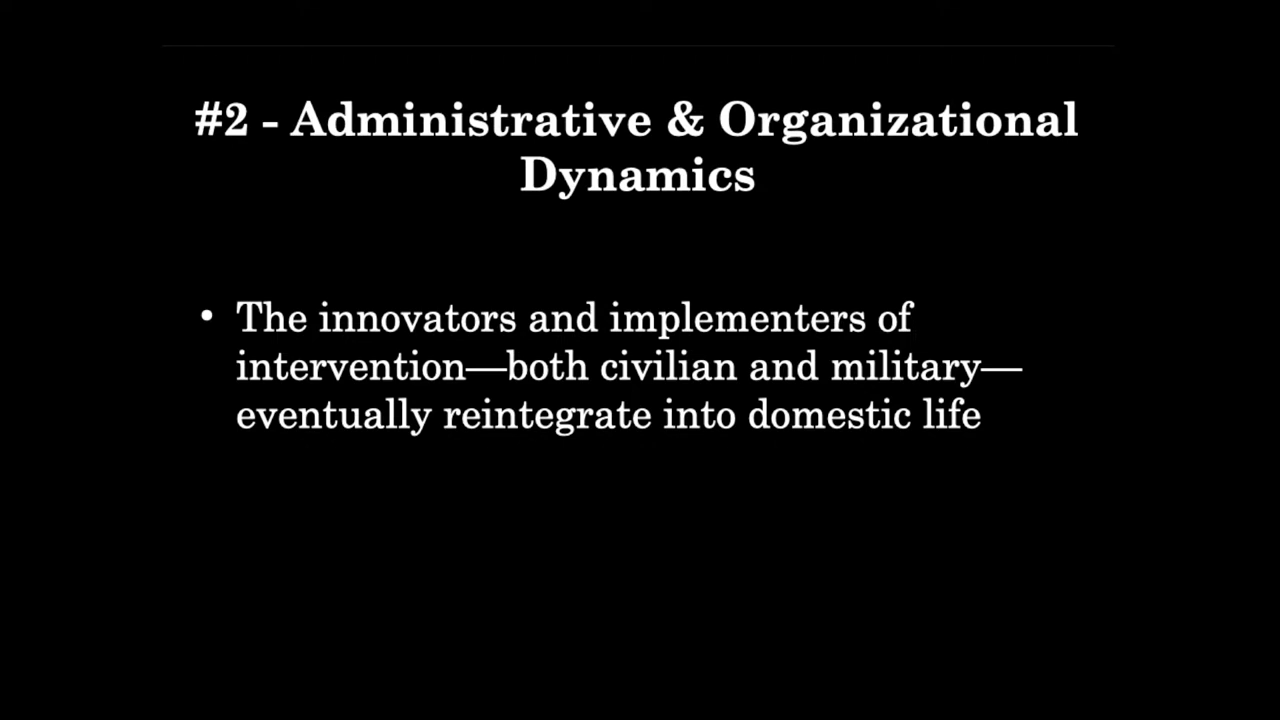 #2 - Administrative & Organizational
Dynamics
• The innovators and implementers of
intervention—both civilian and military—
eventually reintegrate into domestic life